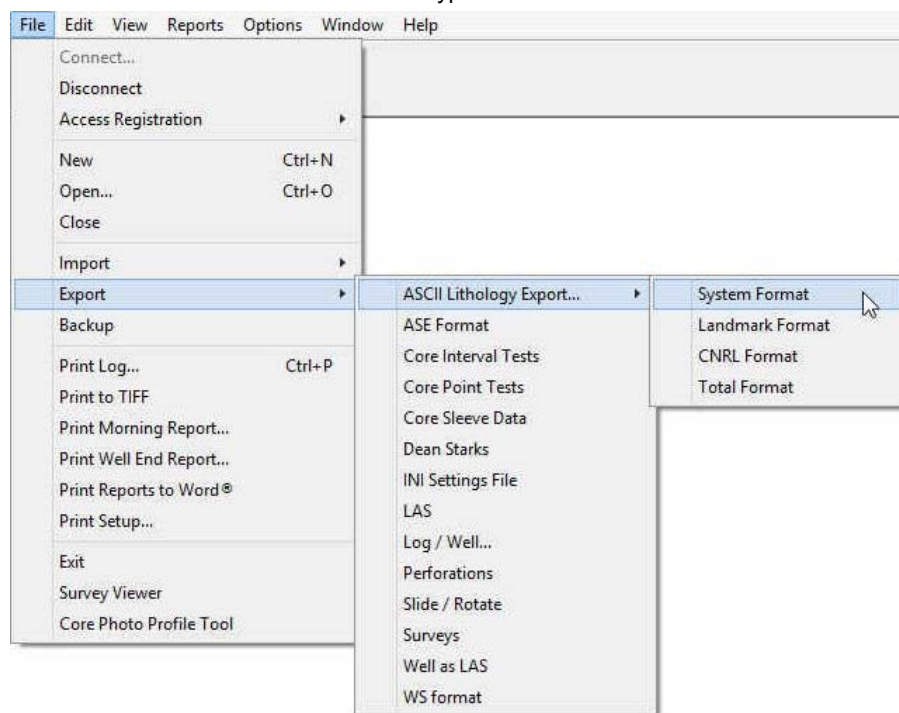 File Edit View Reports Options Window Help
Connect...
Disconnect
Access Registration
New Ctrl+N
Open... Ctrl+O
Close
Import
Export
Backup
Print Log... Ctrl+P
Print to TIFF
Print Morning Report...
Print Well End Report...
Print Reports to Word®
Print Setup...
Exit
Survey Viewer
Core Photo Profile Tool
ASCII Lithology Export...
ASE Format
Core Interval Tests
Core Point Tests
Core Sleeve Data
Dean Starks
INI Settings File
LAS
Log / Well...
Perforations
Slide / Rotate
Surveys
Well as LAS
WS format
System Format
Landmark Format
CNRL Format
Total Format